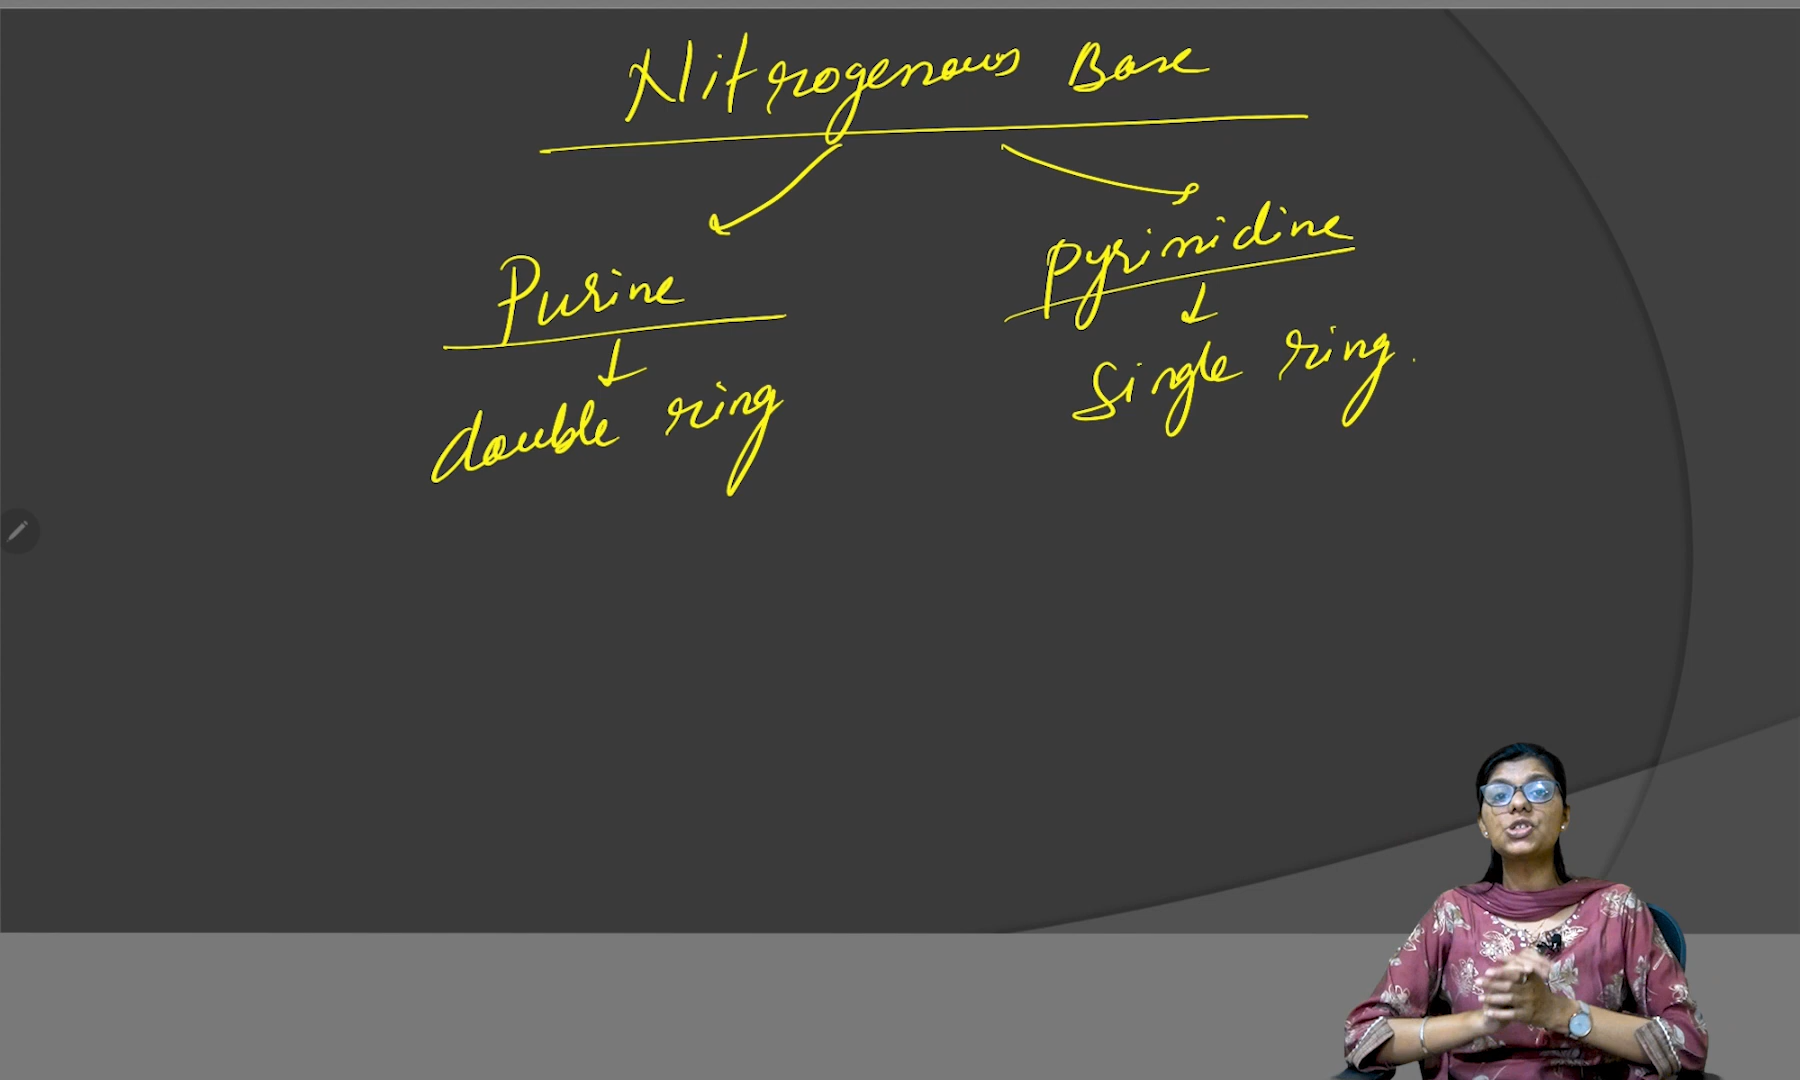 Nitrogenous Base
Purine
Pyrimidine
double ring
Single ring.